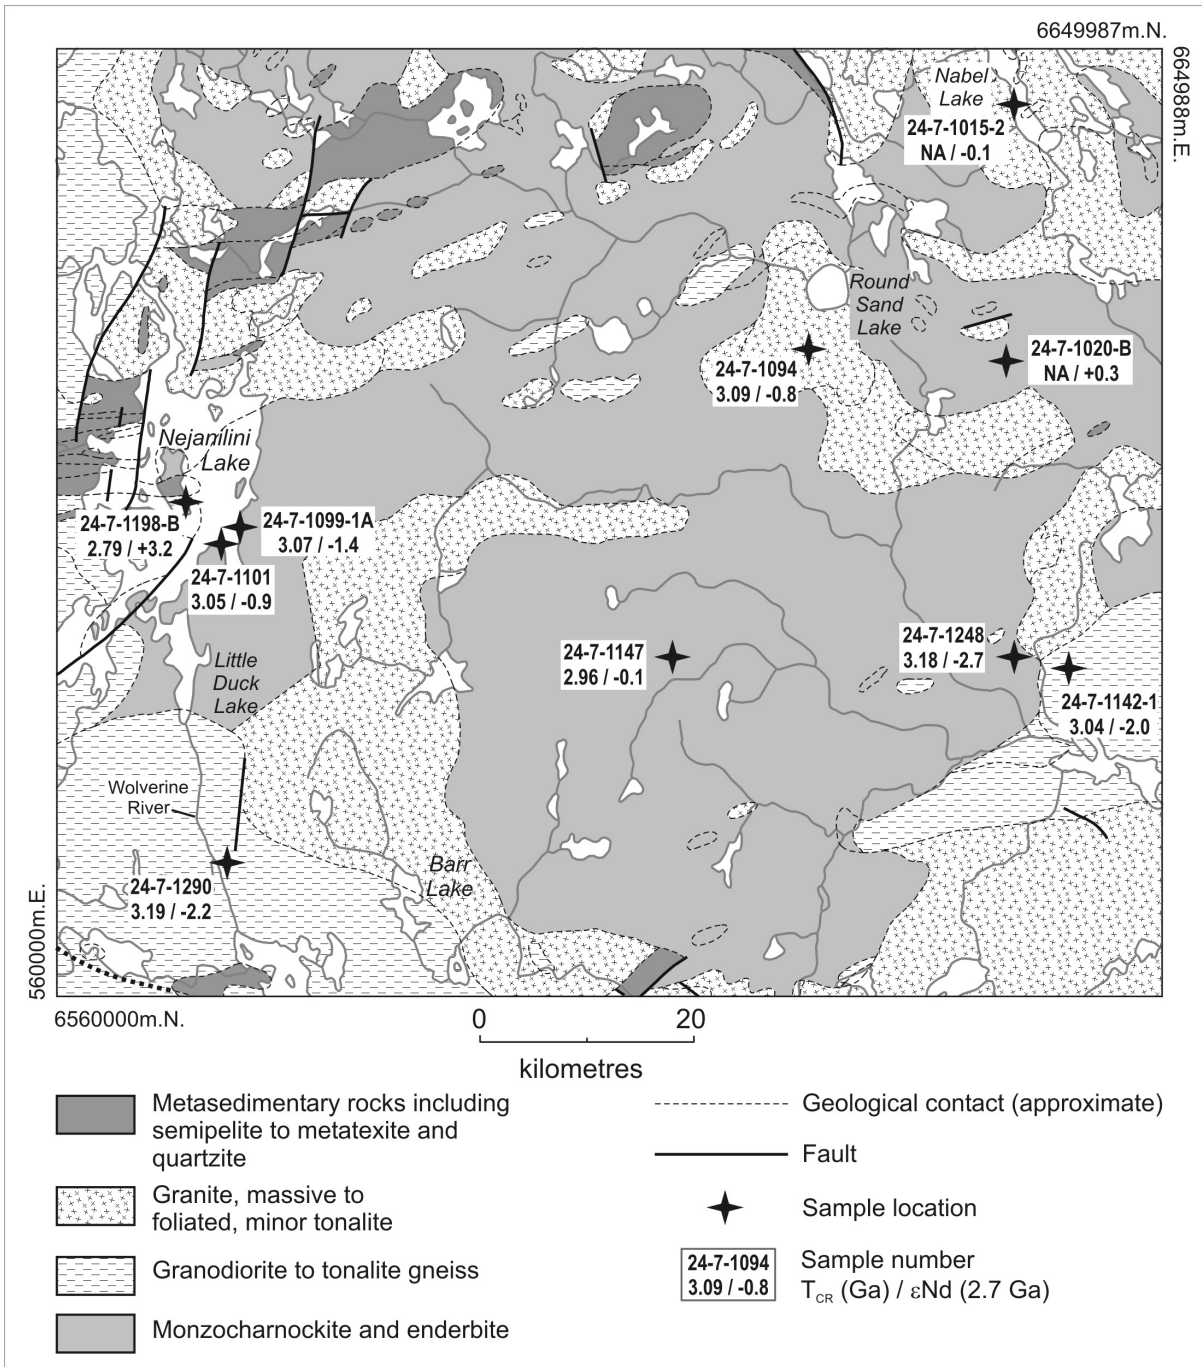 6649987m.N.
664988m.E.
Nabel
Lake
24-7-1015-2
NA / -0.1
Round
Sand
Lake
24-7-1020-B
NA / +0.3
24-7-1094
3.09 / -0.8
Nejanilini
Lake
24-7-1198-B
2.79 / +3.2
24-7-1099-1A
3.07 / -1.4
24-7-1101
3.05 / -0.9
24-7-1147
2.96 / -0.1
24-7-1248
3.18 / -2.7
24-7-1142-1
3.04 / -2.0
Little
Duck
Lake
Wolverine
River
24-7-1290
3.19 / -2.2
Barr
Lake
560000m.E.
6560000m.N.
0 20
kilometres
Metasedimentary rocks including
semipelite to metatexite and
quartzite
Granite, massive to
foliated, minor tonalite
Granodiorite to tonalite gneiss
Monzocharnockite and enderbite
Geological contact (approximate)
Fault
Sample location
24-7-1094
3.09 / -0.8
Sample number
TCR (Ga) / εNd (2.7 Ga)